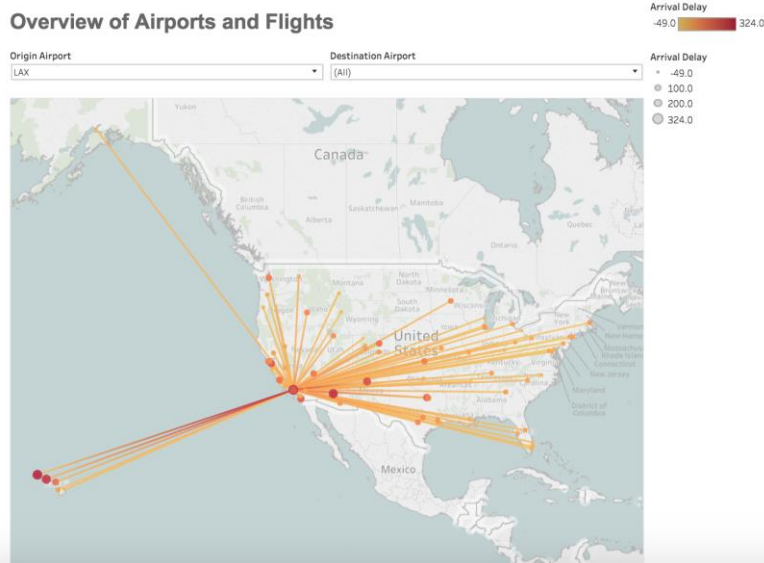 Overview of Airports and Flights
Origin Airport
LAX
Destination Airport
(All)
Arrival Delay
-49.0
324.0
Arrival Delay
-49.0
100.0
200.0
324.0
Yukon
Canada
British
Columbia
Alberta
Saskatchewan
Manitoba
Ontario
Quebec
Montana
North
Dakota
South
Dakota
Wyoming
Wisconsin
Iowa
New
York
United
States
Virginia
Alabama
Vermont
Rhode Island
Connecticut
New Jersey
Maryland
District of
Columbia
Mexico